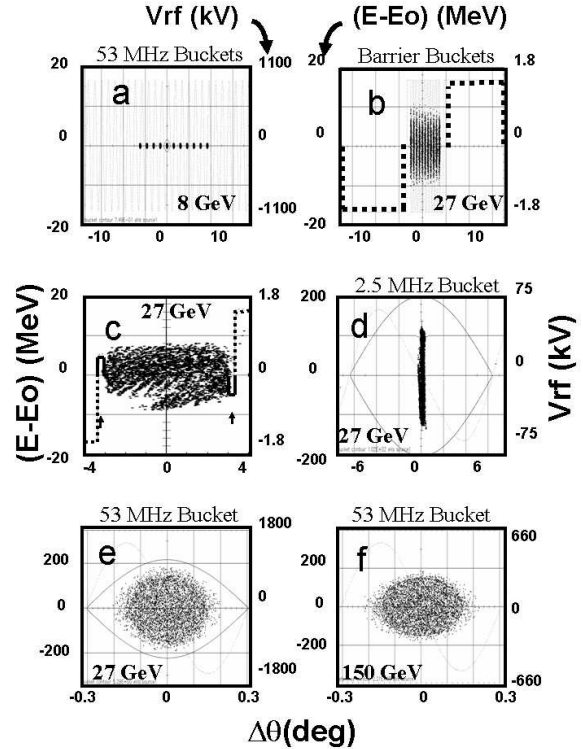 Vrf (kV) (E-Eo) (MeV)
53 MHz Buckets Barrier Buckets
20 1100 20 1.8
a b
0 0 0 0
8 GeV 27 GeV
-20 -1100 -20 -1.8
-10 0 10 -10 0 10
2.5 MHz Bucket
20 1.8 200 75
27 GeV
c d
0 0 0 0
27 GeV
-20 -1.8 -200 -75
-4 -2 0 2 4 -6 0 6
(E-Eo) (MeV)
Vrf (kV)
53 MHz Bucket 53 MHz Bucket
1800 660
200 e 200 f
0 0 0 0
-200 -200
27 GeV 150 GeV
-1800 -660
-0.3 0 0.3 -0.3 0 0.3
Δθ(deg)